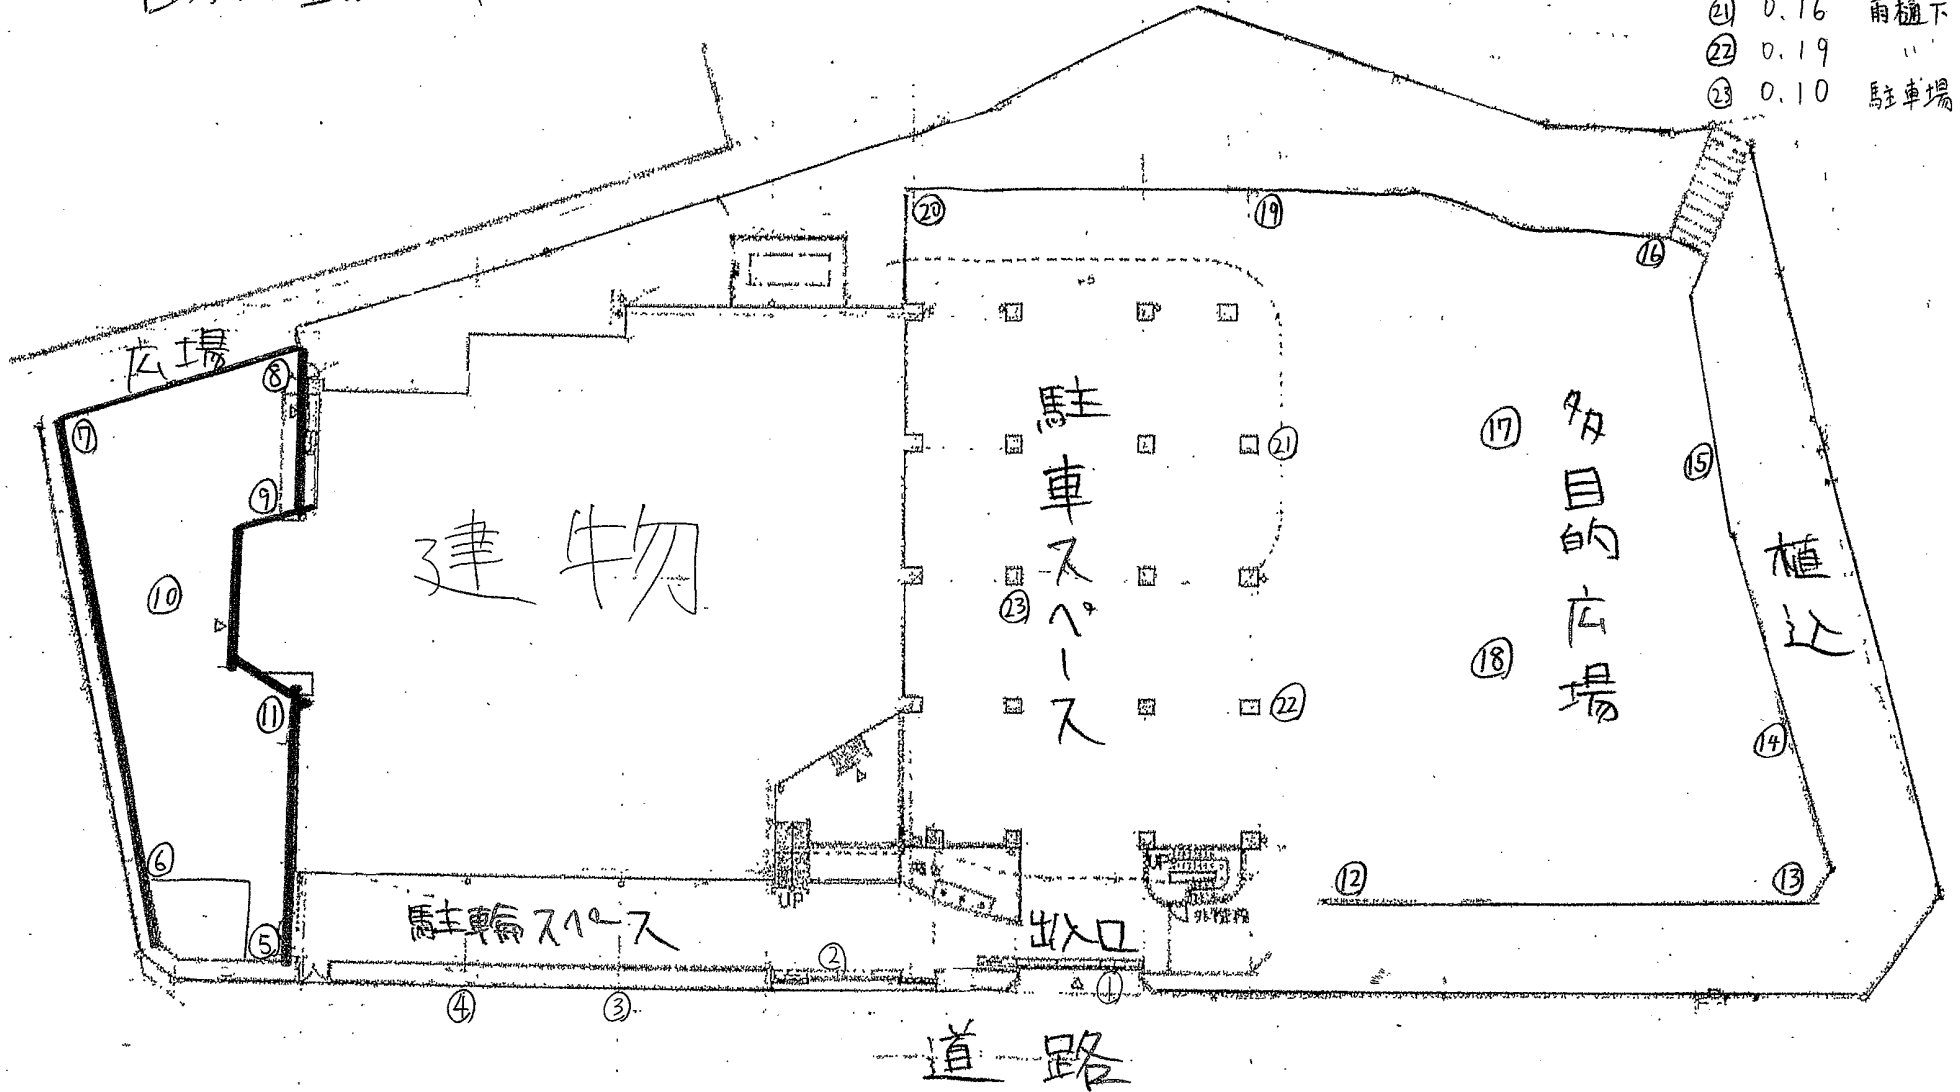 ㉑ 0.16 雨樋下
㉒ 0.19 〃
㉓ 0.10 駐車場
⑳
⑲
⑯
広場
⑧
⑦
駐車スペース
㉑
⑰
多目的広場
⑮
⑨
建物
植込
⑩
㉓
⑱
⑪
㉒
⑭
⑥
UP
⑫
⑬
UP
駐輪スペース
出入口
⑤
②
①
④
③
道路